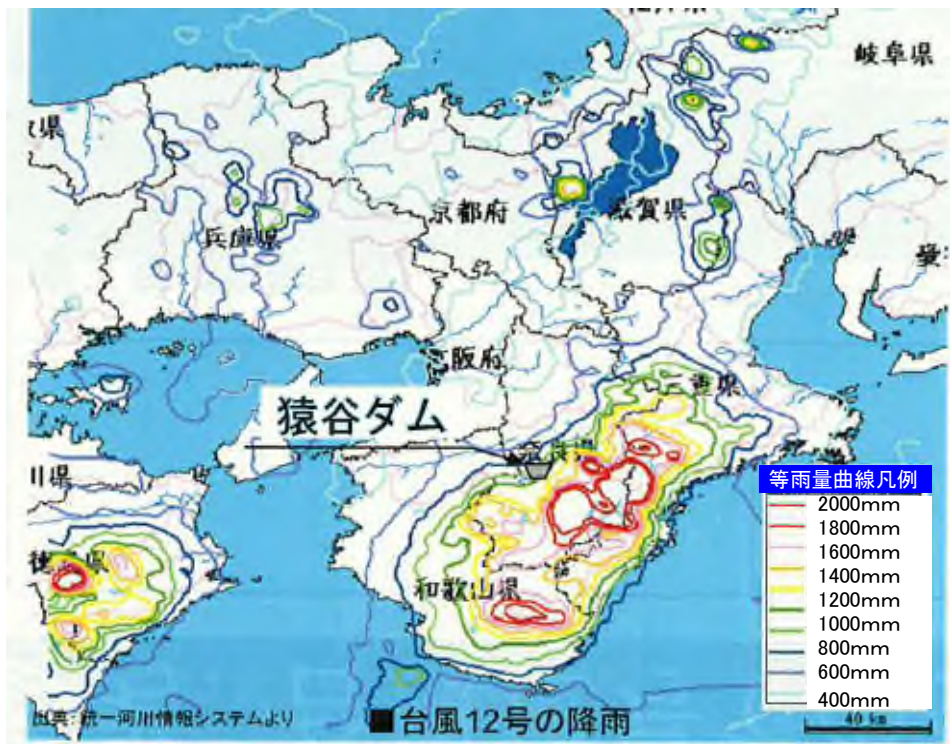 岐阜県
京都府
滋賀県
兵庫県
阪府
三重県
猿谷ダム
奈良県
川県
徳島県
和歌山県
等雨量曲線凡例
2000mm
1800mm
1600mm
1400mm
1200mm
1000mm
800mm
600mm
400mm
40 km
出典:統一河川情報システムより
■台風12号の降雨